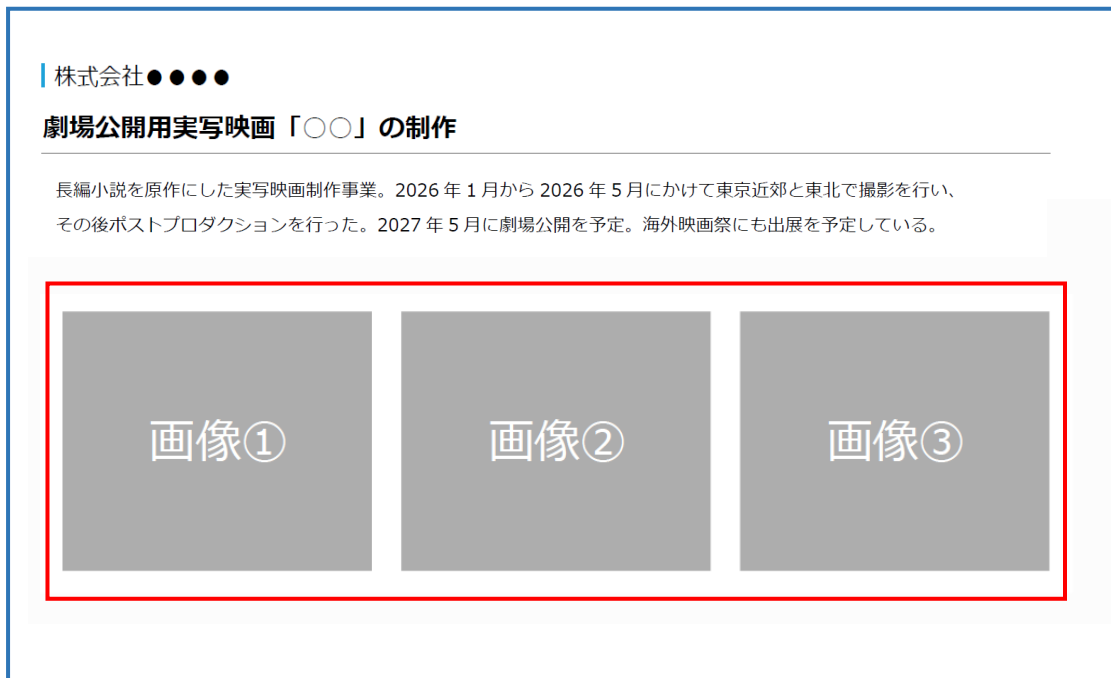 株式会社●●●●
劇場公開用実写映画「○○」の制作
長編小説を原作にした実写映画制作事業。2026 年 1 月から 2026 年 5 月にかけて東京近郊と東北で撮影を行い、
その後ポストプロダクションを行った。2027 年 5 月に劇場公開を予定。海外映画祭にも出展を予定している。
画像① 画像② 画像③